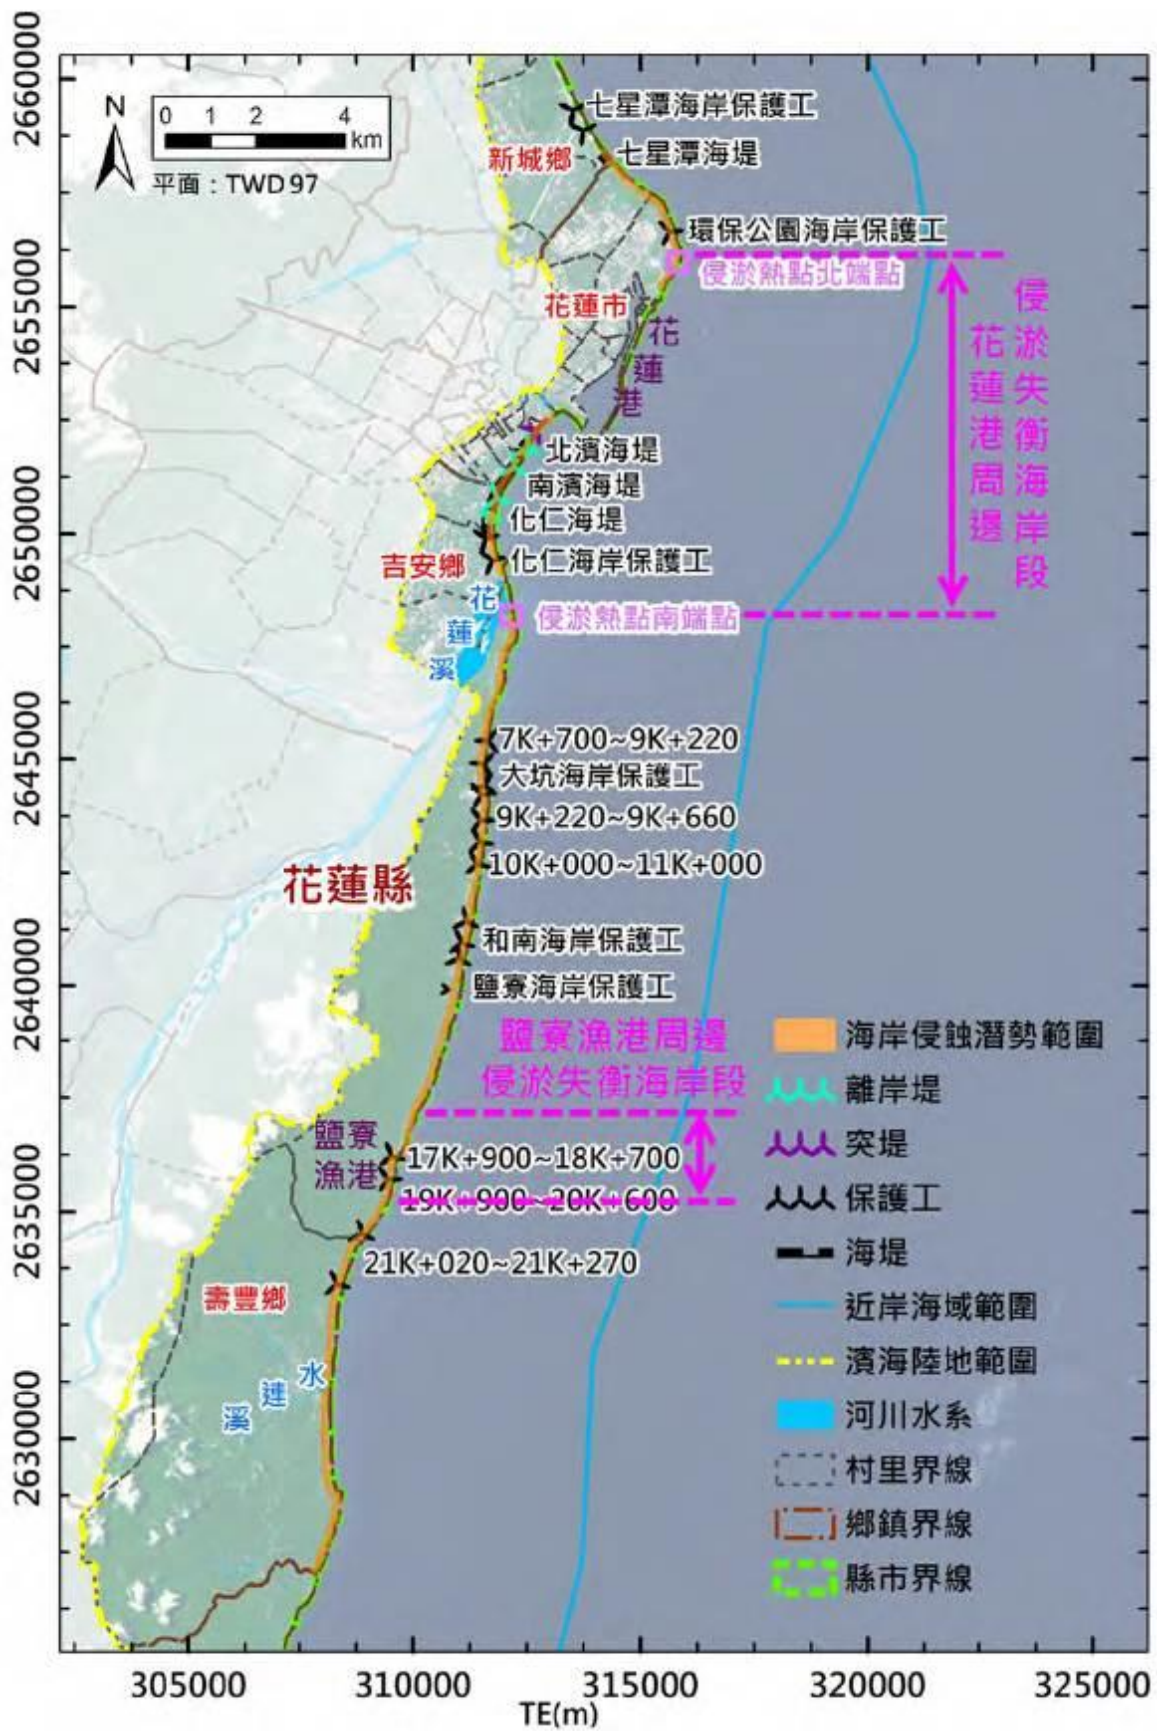 2660000
2655000
2650000
2645000
2640000
2635000
2630000
N
0 1 2 4
km
平面：TWD97
七星潭海岸保護工
新城鄉
七星潭海堤
環保公園海岸保護工
侵淤熱點北端點
花蓮市
花蓮港
侵淤失衡海岸段
花蓮港周邊
北濱海堤
南濱海堤
化仁海堤
化仁海岸保護工
吉安鄉
花蓮溪
侵淤熱點南端點
7K+700~9K+220
大坑海岸保護工
9K+220~9K+660
10K+000~11K+000
花蓮縣
和南海岸保護工
鹽寮海岸保護工
鹽寮漁港周邊
侵淤失衡海岸段
鹽寮
漁港
17K+900~18K+700
19K+900~20K+600
21K+020~21K+270
壽豐鄉
水
璉
溪
海岸侵蝕潛勢範圍
離岸堤
突堤
保護工
海堤
近岸海域範圍
濱海陸地範圍
河川水系
村里界線
鄉鎮界線
縣市界線
305000
310000
315000
320000
325000
TE(m)